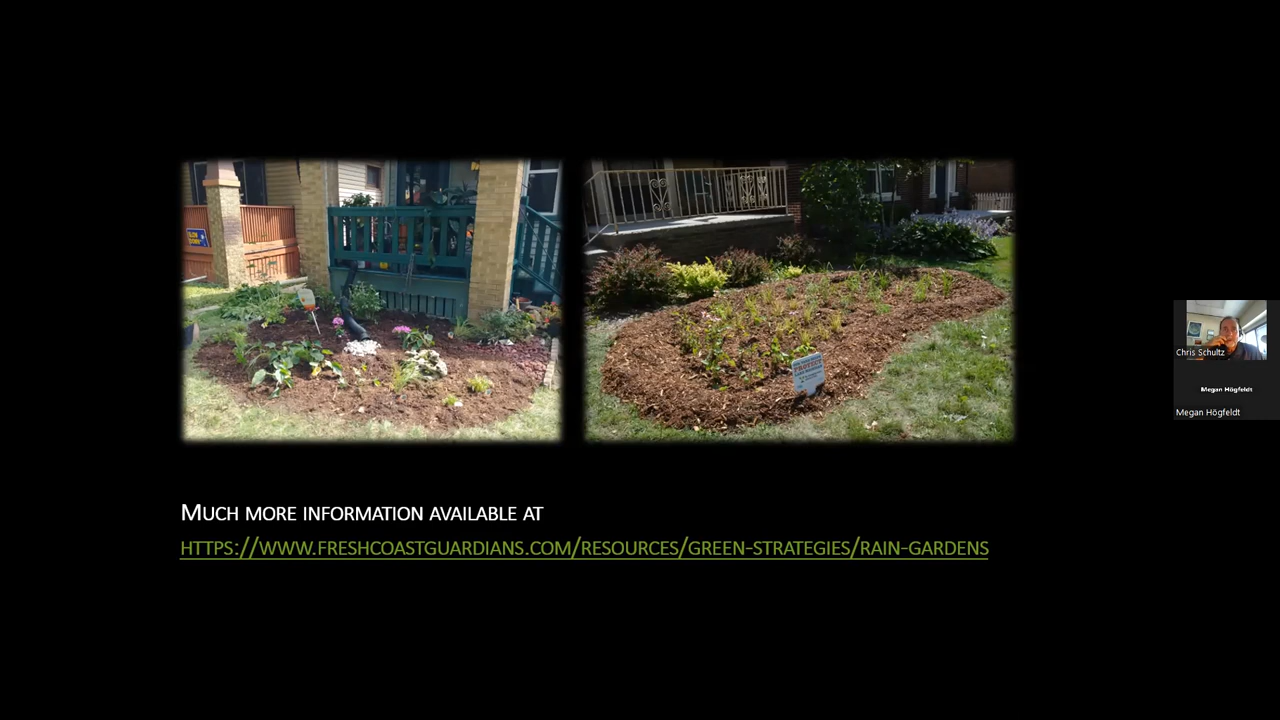 PROTECT
MUCH MORE INFORMATION AVAILABLE AT
HTTPS://WWW.FRESHCOASTGUARDIANS.COM/RESOURCES/GREEN-STRATEGIES/RAIN-GARDENS
Chris Schultz
Megan Högfeldt
Megan Högfeldt